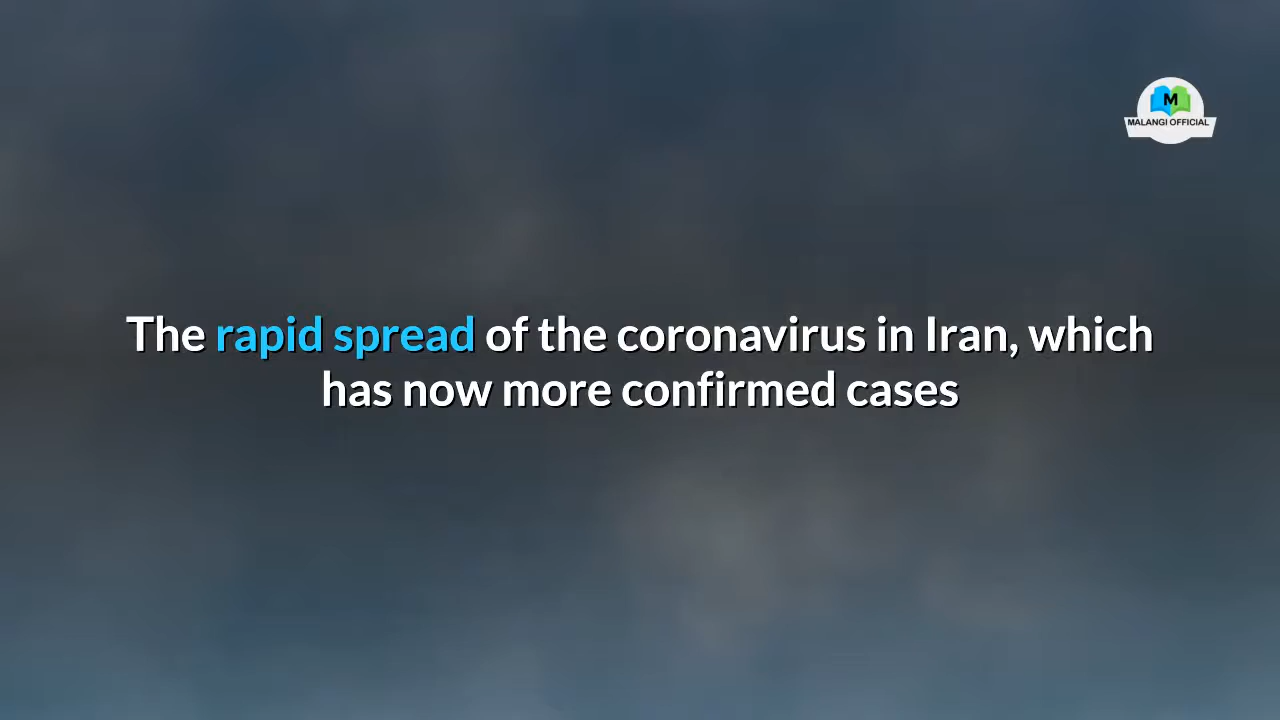 M
MALANGI OFFICIAL
The rapid spread of the coronavirus in Iran, which
has now more confirmed cases